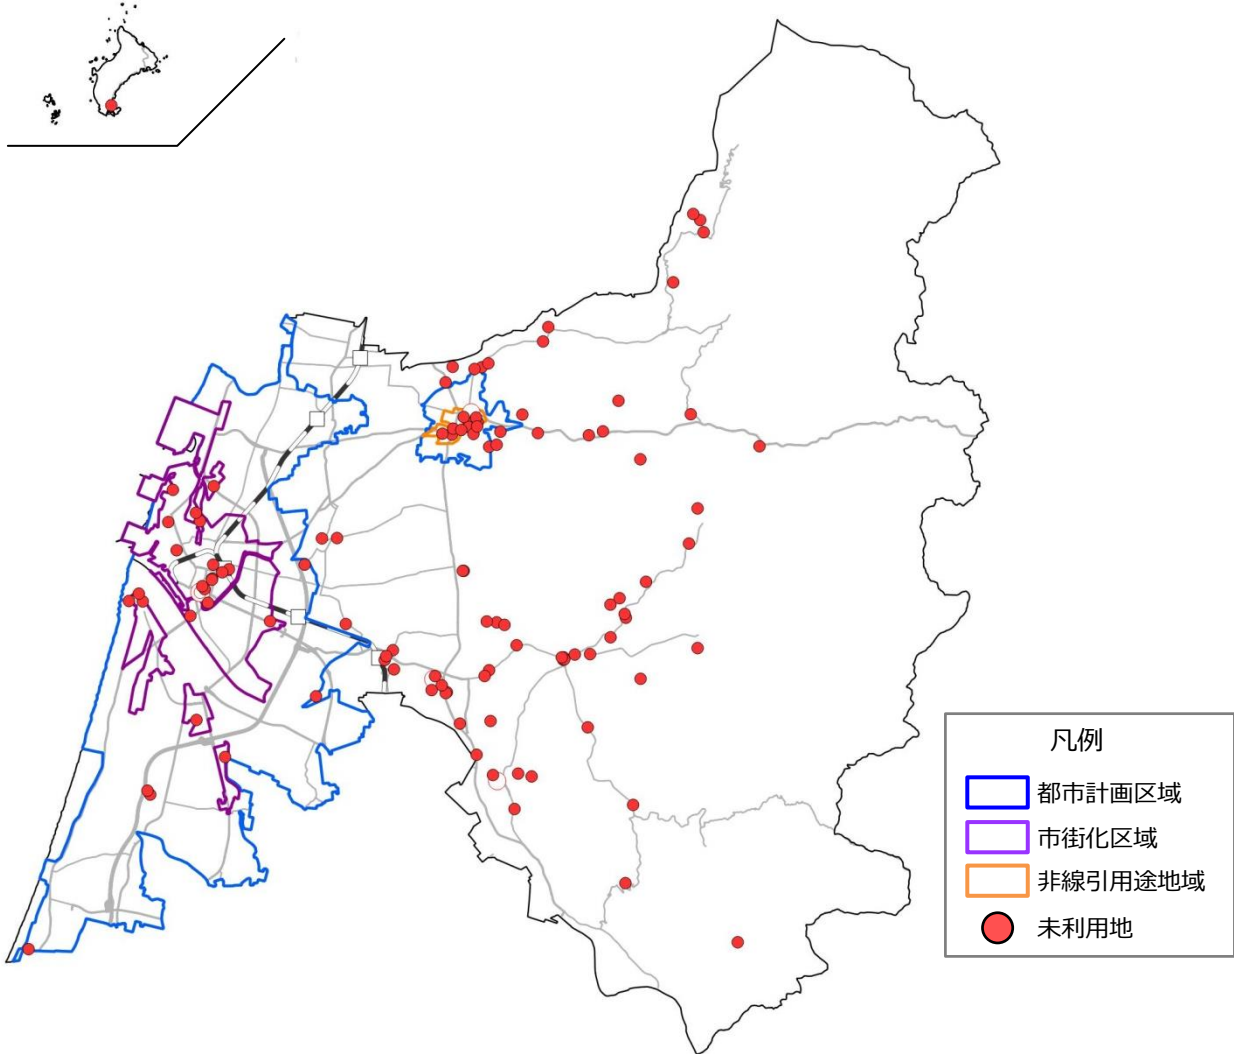 凡例
都市計画区域
市街化区域
非線引用途地域
未利用地